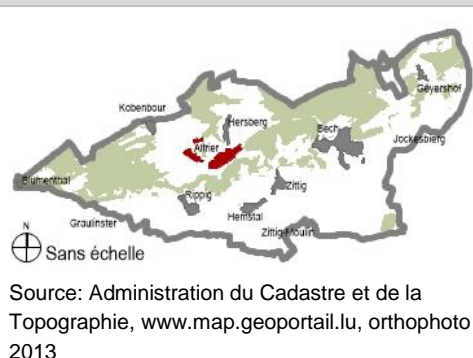 Geyershof
Kobenbour
Hersberg
Bech
Jockesbierg
Altrier
Blumenthal
Zittig
Rippig
Graulinster
Hemstal
Zittig-Moulin
N
Sans échelle
Source: Administration du Cadastre et de la
Topographie, www.map.geoportail.lu, orthophoto
2013